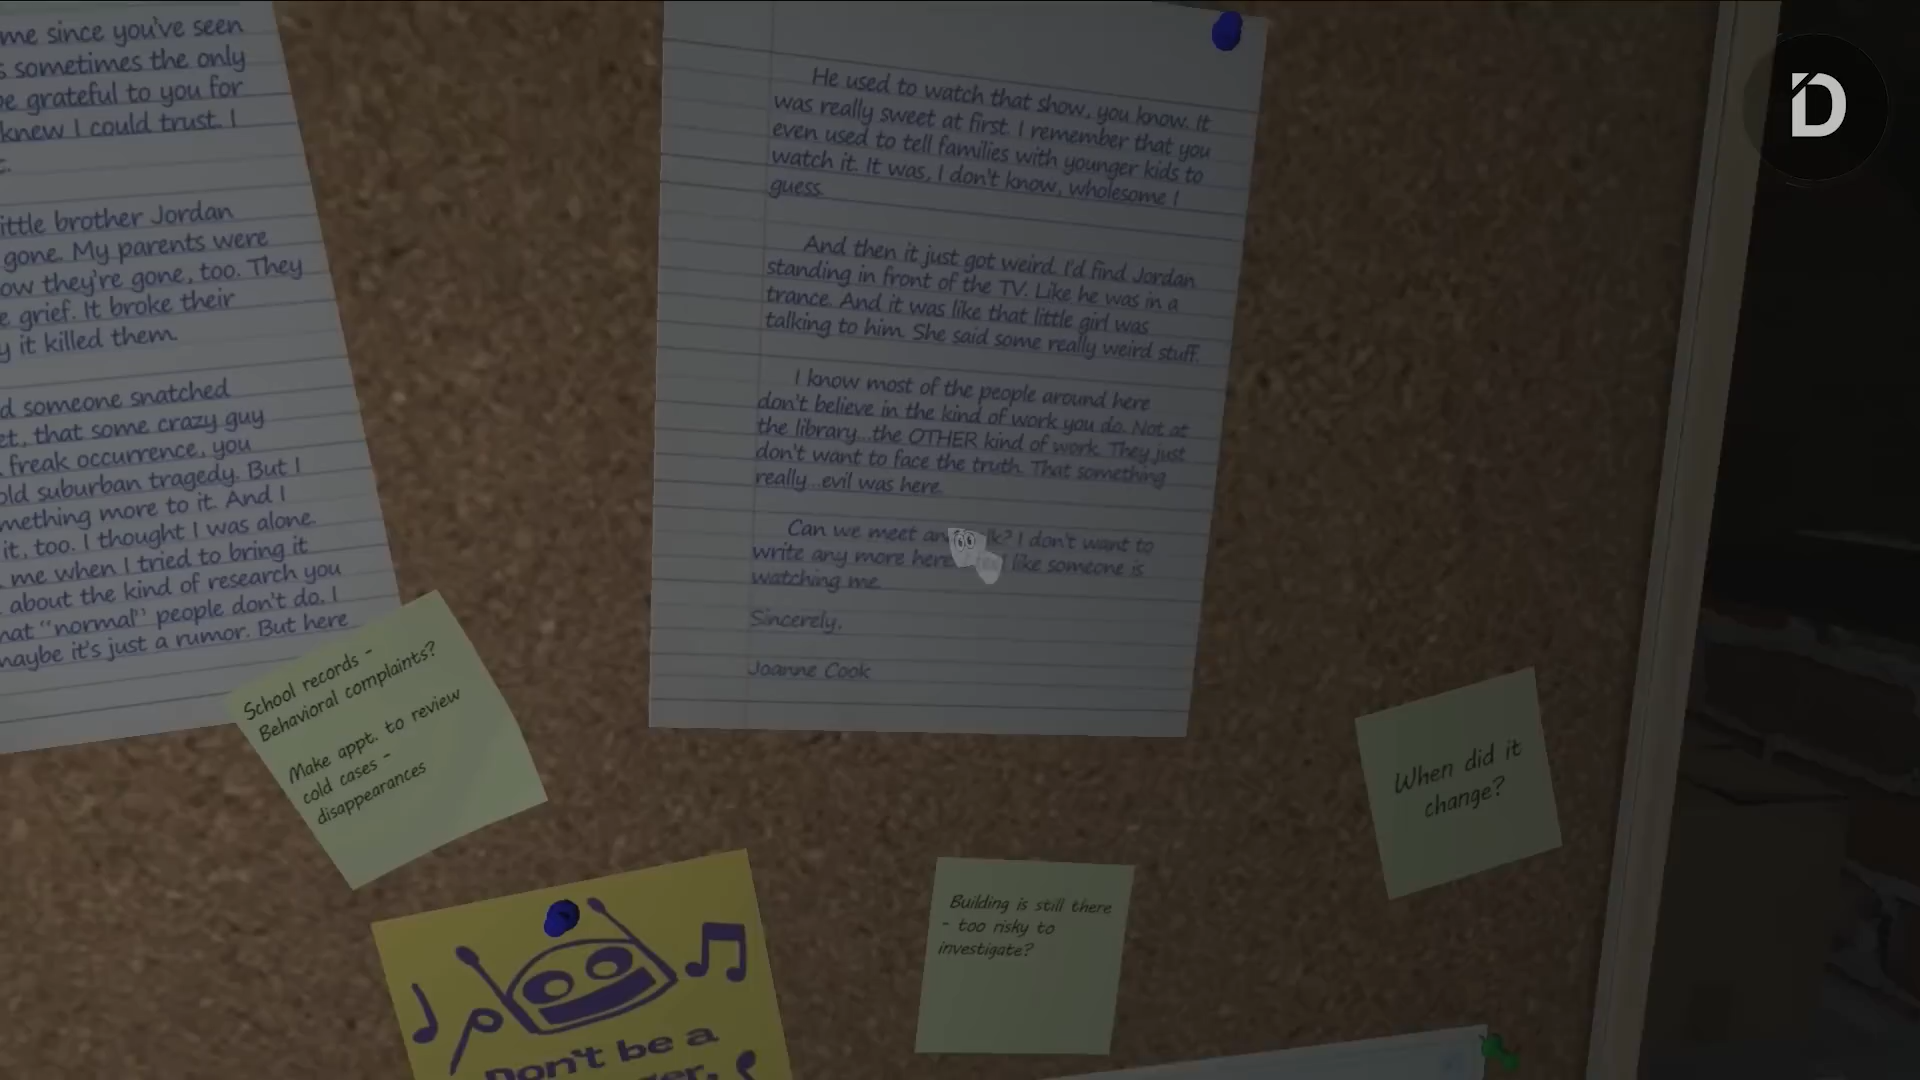 me since you've seen
sometimes the only
be grateful to you for
knew I could trust. I
little brother Jordan
gone. My parents were
now they're gone, too. They
grief. It broke their
it killed them.
someone snatched
that some crazy guy
freak occurrence, you
old suburban tragedy. But I
something more to it. And I
it, too. I thought I was alone
me when I tried to bring it
about the kind of research you
that "normal" people don't do. I
maybe it's just a rumor. But here
He used to watch that show, you know. It
was really sweet at first. I remember that you
even used to tell families with younger kids to
watch it. It was, I don't know, wholesome I
guess.
And then it just got weird. I'd find Jordan
standing in front of the TV. Like he was in a
trance. And it was like that little girl was
talking to him. She said some really weird stuff.
I know most of the people around here
don't believe in the kind of work you do. Not at
the library...the OTHER kind of work. They just
don't want to face the truth. That something
really...evil was here.
Can we meet an lk? I don't want to
write any more here like someone is
watching me.
Sincerely,
Joanne Cook
School records -
Behavioral complaints?
Make appt. to review
cold cases -
disappearances
When did it
change?
Building is still there
- too risky to
investigate?
Don't be a
D